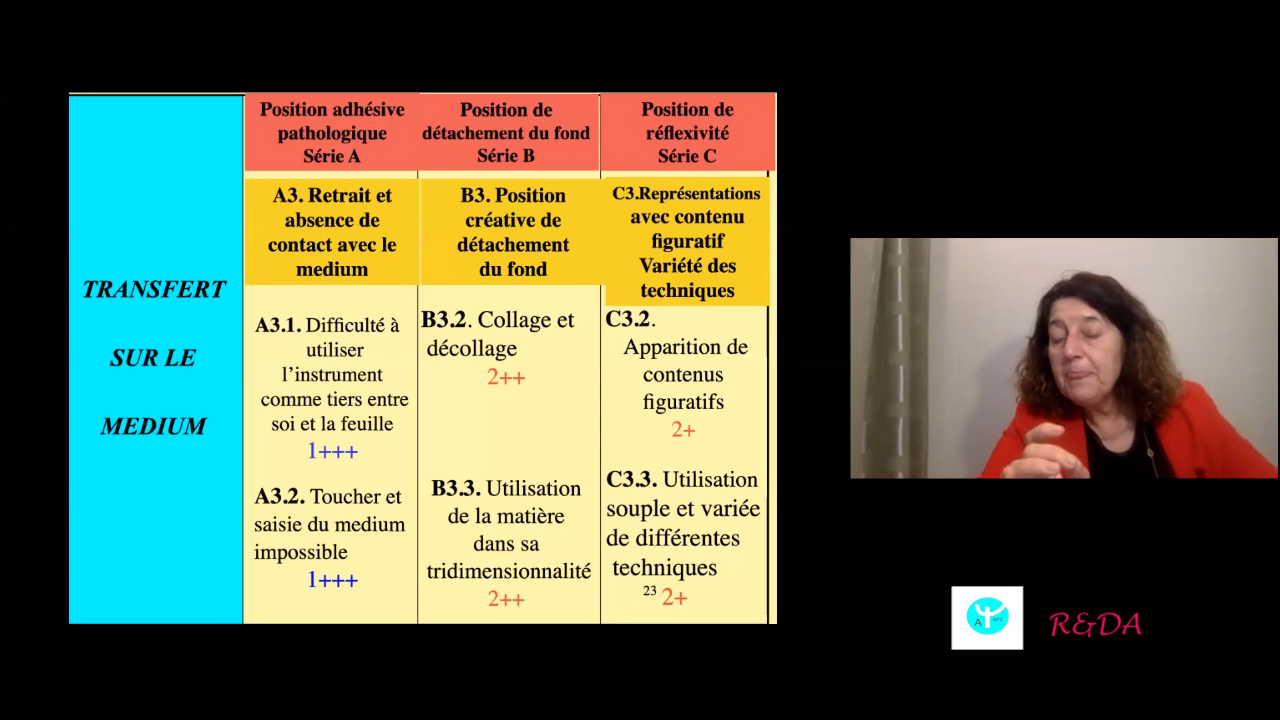 TRANSFERT
SUR LE
MEDIUM
Position adhésive
pathologique
Série A
Position de
détachement du fond
Série B
Position de
réflexivité
Série C
A3. Retrait et
absence de
contact avec le
medium
B3. Position
créative de
détachement
du fond
C3.Représentations
avec contenu
figuratif
Variété des
techniques
A3.1. Difficulté à
utiliser
l’instrument
comme tiers entre
soi et la feuille
1+++
B3.2. Collage et
décollage
2++
C3.2.
Apparition de
contenus
figuratifs
2+
A3.2. Toucher et
saisie du medium
impossible
1+++
B3.3. Utilisation
de la matière
dans sa
tridimensionnalité
2++
C3.3. Utilisation
souple et variée
de différentes
techniques
23 2+
R&DA